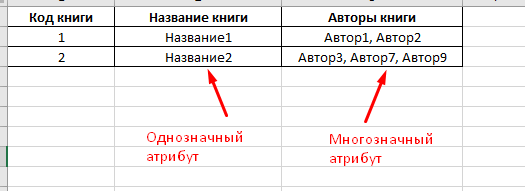 Код книги Название книги Авторы книги
1 Название1 Автор1, Автор2
2 Название2 Автор3, Автор7, Автор9
Однозначный атрибут
Многозначный атрибут